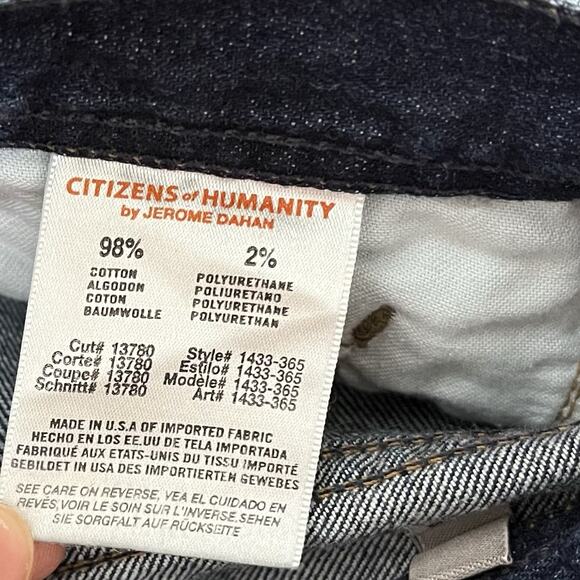 CITIZENS of HUMANITY
by JEROME DAHAN
98%
COTTON
ALGODON
COTON
BAUMWOLLE
2%
POLYURETHANE
POLIURETANO
POLYURETHANE
POLYURETHAN
Cut# 13780
Corte# 13780
Coupe# 13780
Schnitt# 13780
Style# 1433-365
Estilo# 1433-365
Modele# 1433-365
Art# 1433-365
MADE IN U.S.A OF IMPORTED FABRIC
HECHO EN LOS EE.UU DE TELA IMPORTADA
FABRIQUÉ AUX ETATS-UNIS DU TISSU IMPORTÉ
GEBILDET IN USA DES IMPORTIERTEN GEWEBES
SEE CARE ON REVERSE, VEA EL CUIDADO EN
REVÉS, VOIR LE SOIN SUR L'INVERSE, SEHEN
SIE SORGFALT AUF RÜCKSEITE